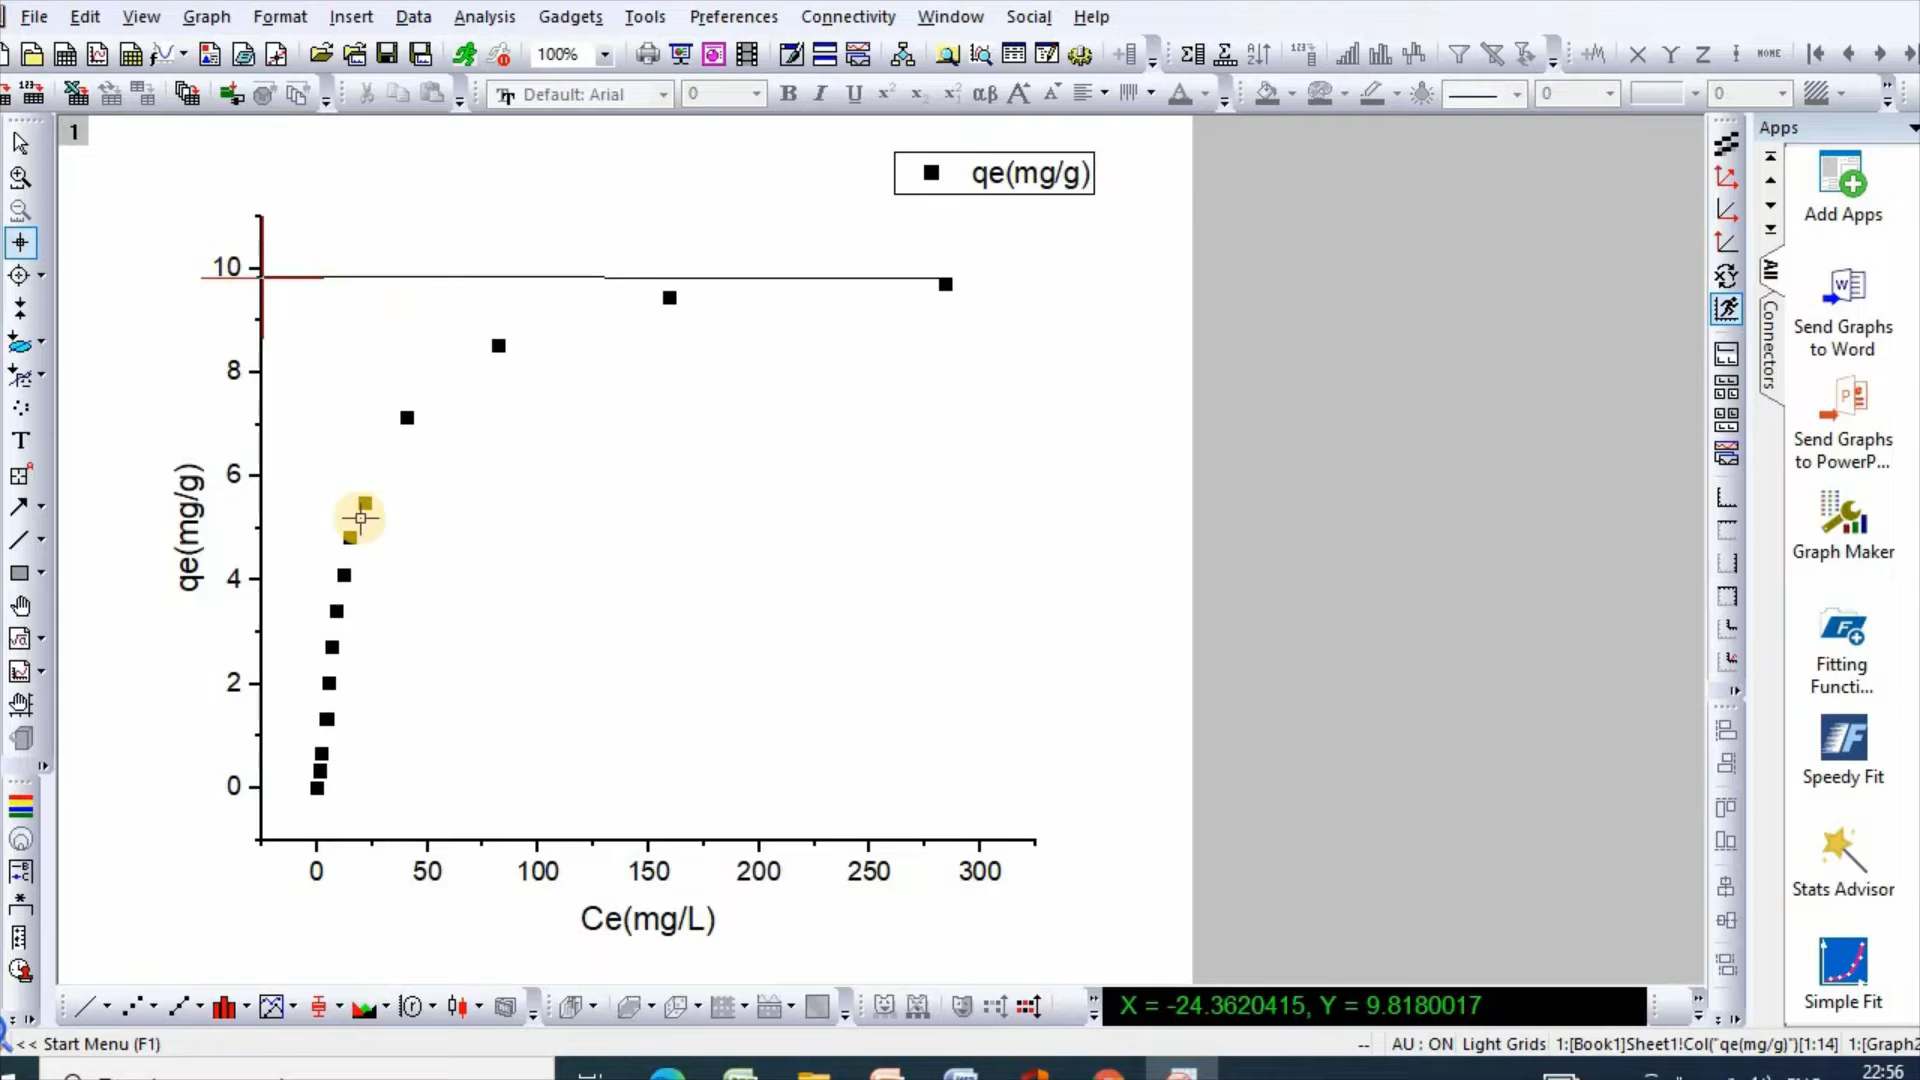 File Edit View Graph Format Insert Data Analysis Gadgets Tools Preferences Connectivity Window Social Help
100%
Default: Arial 0 B I U αβ A A 0 0
1
Apps
qe(mg/g)
Add Apps
All
Connectors
Send Graphs
to Word
Send Graphs
to PowerP...
Graph Maker
Fitting
Functi...
Speedy Fit
Stats Advisor
Simple Fit
10
8
6
4
2
0
qe(mg/g)
0 50 100 150 200 250 300
Ce(mg/L)
X = -24.3620415, Y = 9.8180017
<< Start Menu (F1) -- AU : ON Light Grids 1:[Book1]Sheet1!Col("qe(mg/g)")[1:14] 1:[Graph2
22:56